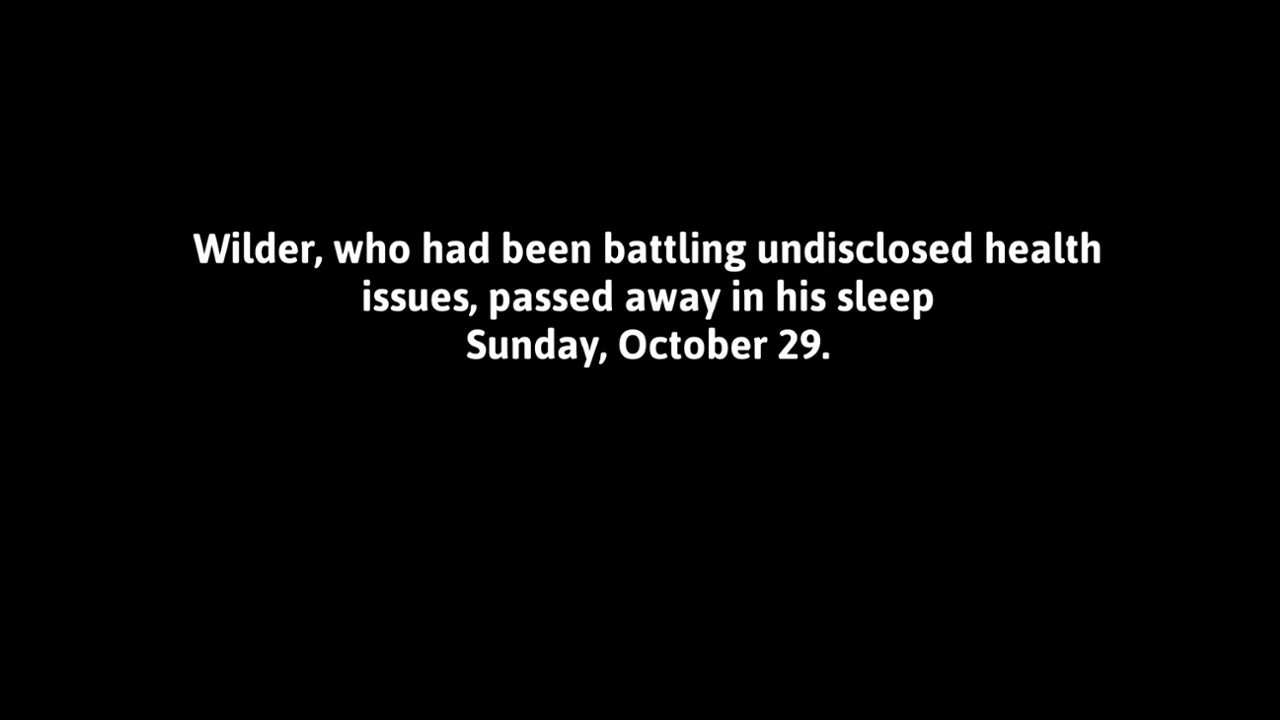 Wilder, who had been battling undisclosed health
issues, passed away in his sleep
Sunday, October 29.